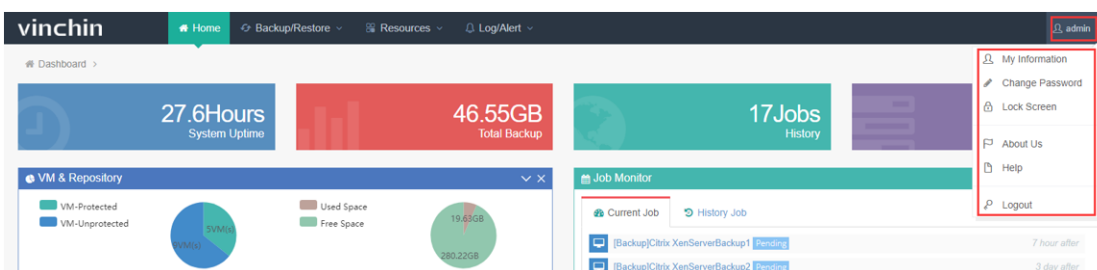 vinchin
Home
Backup/Restore
Resources
Log/Alert
admin
Dashboard >
My Information
Change Password
Lock Screen
About Us
Help
Logout
27.6Hours
System Uptime
46.55GB
Total Backup
17Jobs
History
VM & Repository
VM-Protected
VM-Unprotected
5VM(s)
Used Space
Free Space
19.63GB
280.22GB
Job Monitor
Current Job
History Job
[Backup]Citrix XenServerBackup1 Pending
7 hour after
[Backup]Citrix XenServerBackup2 Pending
3 day after